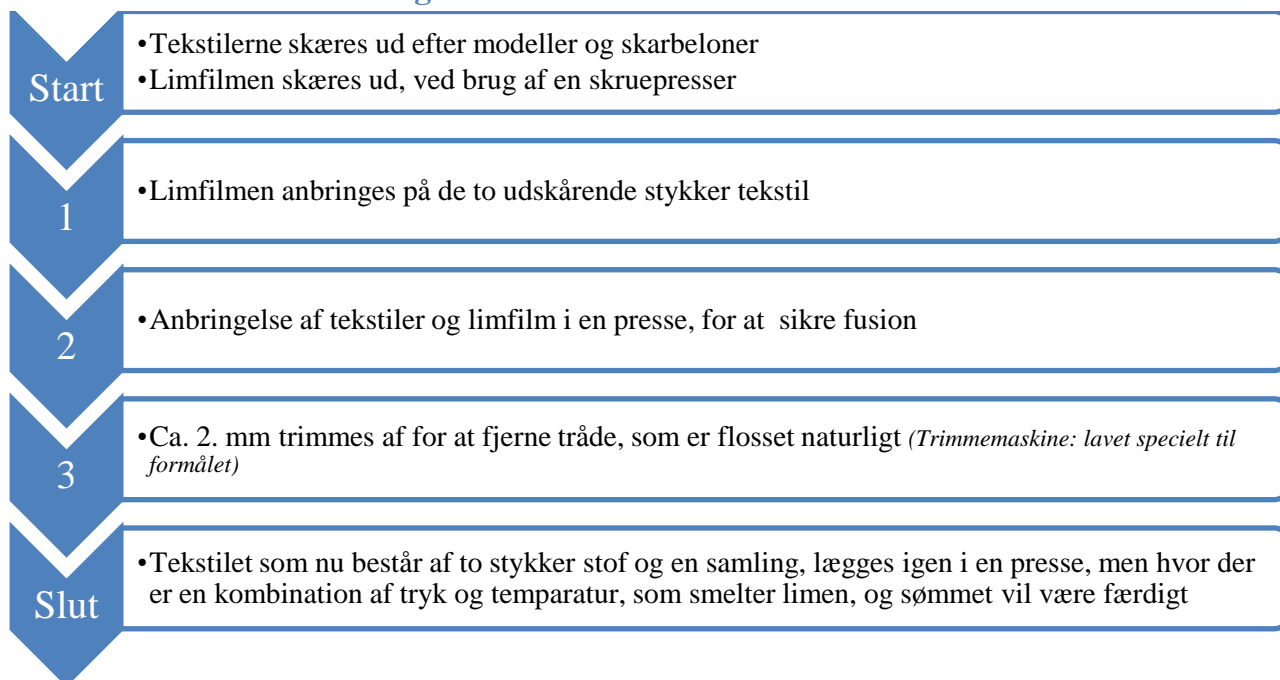 Start
•Tekstilerne skæres ud efter modeller og skarbeloner
•Limfilmen skæres ud, ved brug af en skruepresser
1
•Limfilmen anbringes på de to udskårende stykker tekstil
2
•Anbringelse af tekstiler og limfilm i en presse, for at  sikre fusion
3
•Ca. 2. mm trimmes af for at fjerne tråde, som er flosset naturligt (Trimmemaskine: lavet specielt til
formålet)
Slut
•Tekstilet som nu består af to stykker stof og en samling, lægges igen i en presse, men hvor der
er en kombination af tryk og temperatur, som smelter limen, og sømmet vil være færdigt